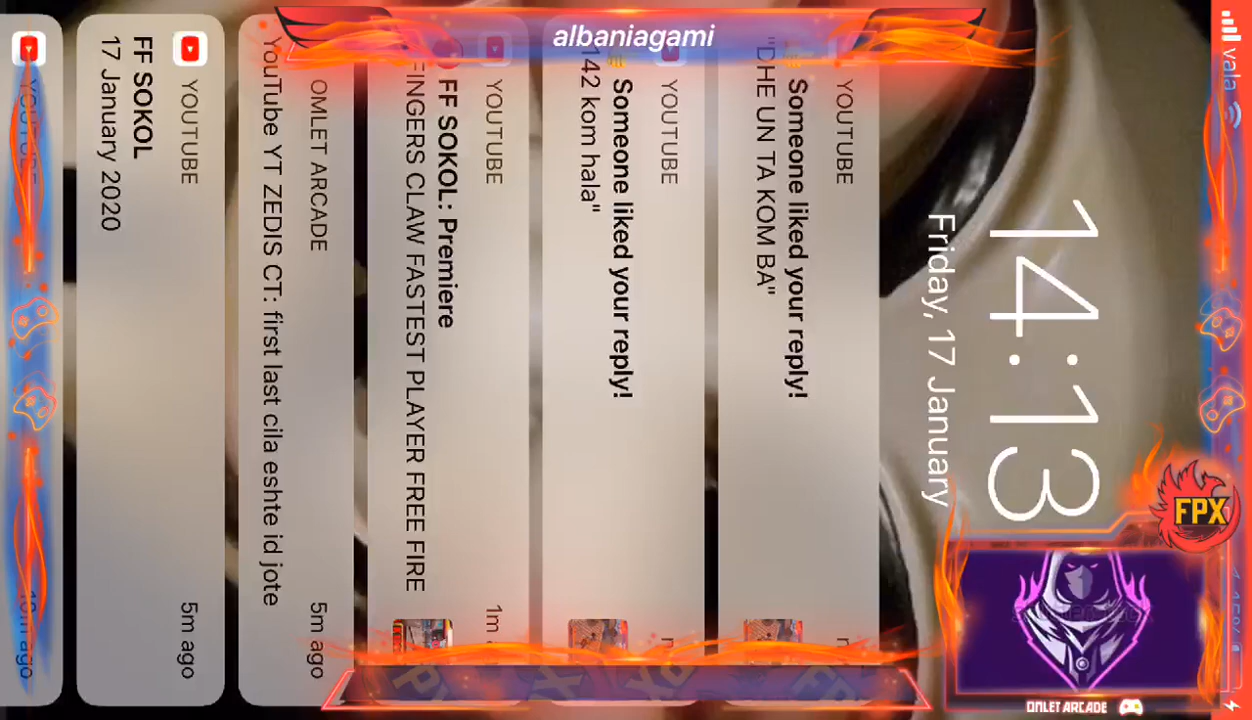 albaniagami
vala
14:13
Friday, 17 January
YOUTUBE
Someone liked your reply!
"DHE UN TA KOM BA"
YOUTUBE
Someone liked your reply!
142 kom hala"
YOUTUBE
1m
FF SOKOL: Premiere
FINGERS CLAW FASTEST PLAYER FREE FIRE
OMLET ARCADE
5m ago
YouTube YT ZEDIS CT: first last cila eshte id jote
YOUTUBE
5m ago
FF SOKOL
17 January 2020
YOUTUBE
FPX
OMLET ARCADE
FPX